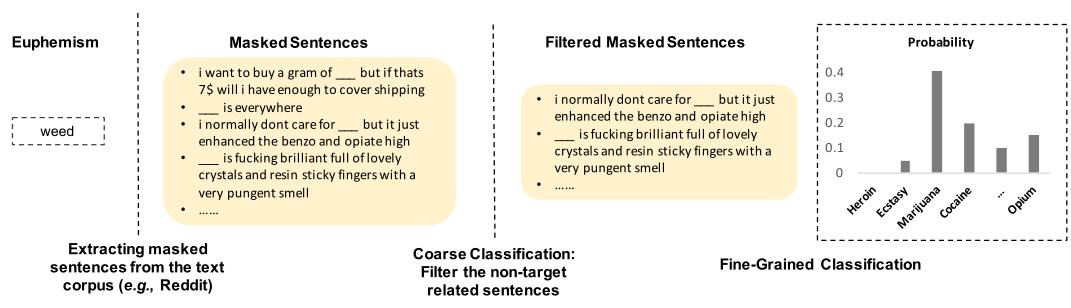 Euphemism
weed
Extracting masked
sentences from the text
corpus (e.g., Reddit)
Masked Sentences
• i want to buy a gram of ___ but if thats
7$ will i have enough to cover shipping
• ___ is everywhere
• i normally dont care for ___ but it just
enhanced the benzo and opiate high
• ___ is fucking brilliant full of lovely
crystals and resin sticky fingers with a
very pungent smell
• ……
Coarse Classification:
Filter the non-target
related sentences
Filtered Masked Sentences
• i normally dont care for ___ but it just
enhanced the benzo and opiate high
• ___ is fucking brilliant full of lovely
crystals and resin sticky fingers with a
very pungent smell
• ……
Probability
0.4
0.3
0.2
0.1
0
Heroin
Ecstasy
Marijuana
Cocaine
...
Opium
Fine-Grained Classification